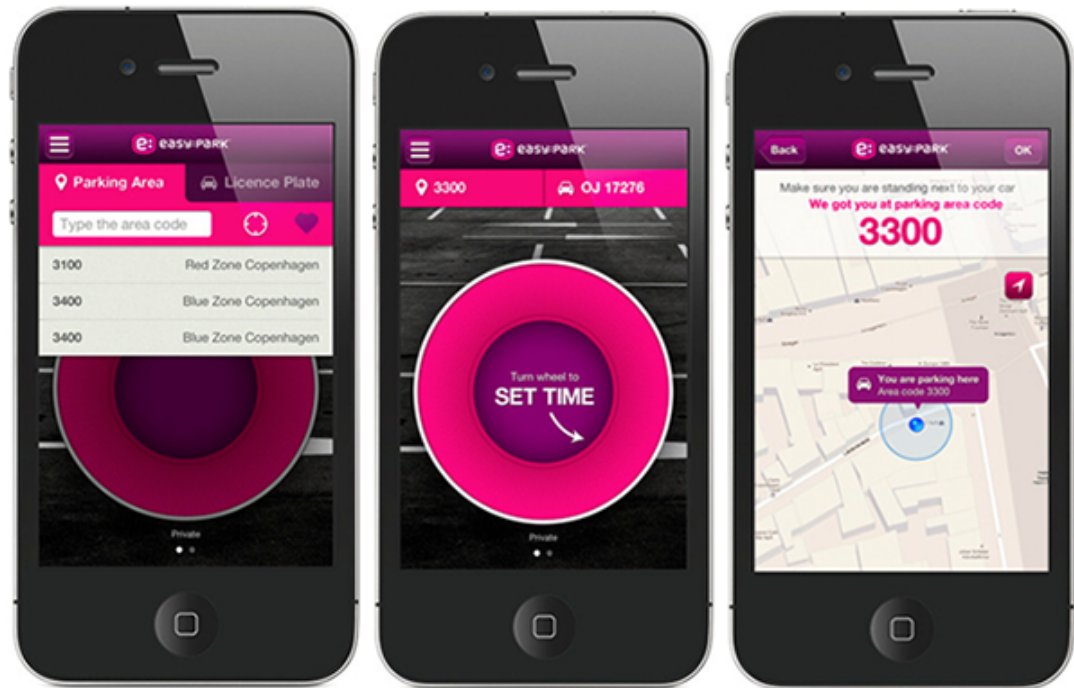 e: easy:park
Parking Area
Licence Plate
Type the area code
3100 Red Zone Copenhagen
3400 Blue Zone Copenhagen
3400 Blue Zone Copenhagen
Private
e: easy:park
3300
OJ 17276
Turn wheel to
SET TIME
Private
Back
e: easy:park
OK
Make sure you are standing next to your car
We got you at parking area code
3300
You are parking here
Area code 3300